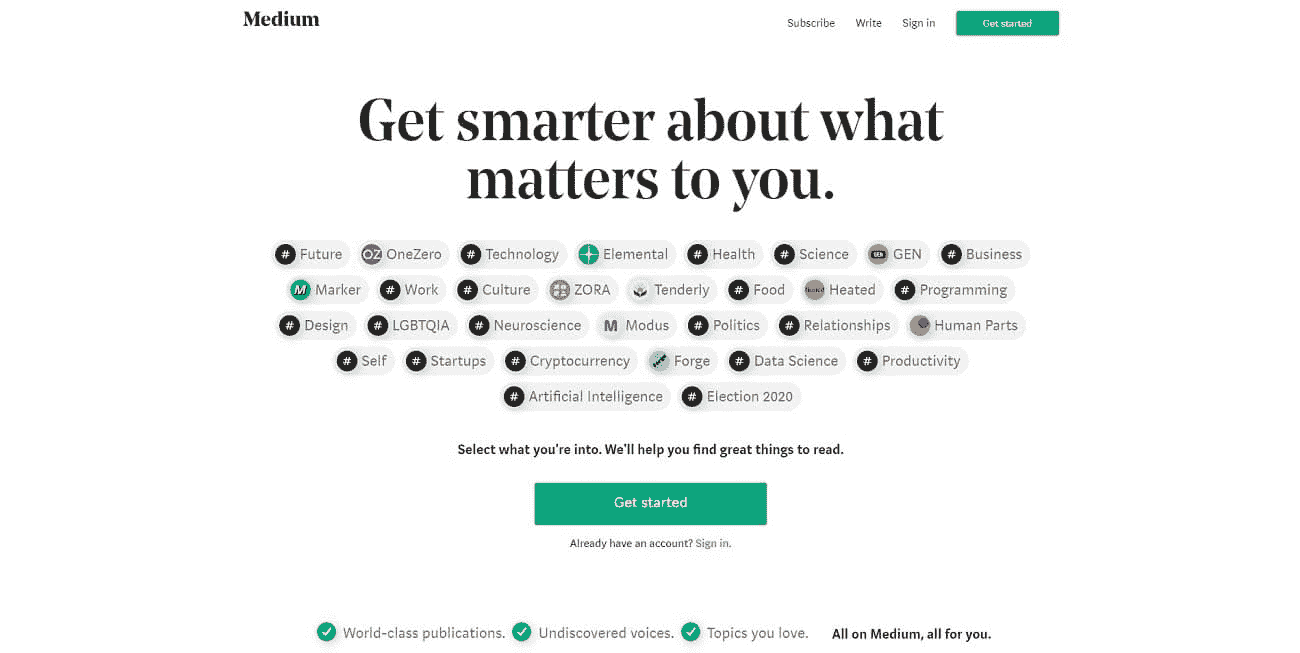 Medium
Subscribe Write Sign in Get started
Get smarter about what
matters to you.
# Future OZ OneZero # Technology Elemental # Health # Science GEN GEN # Business
M Marker # Work # Culture ZORA Tenderly # Food Heated # Programming
# Design # LGBTQIA # Neuroscience M Modus # Politics # Relationships Human Parts
# Self # Startups # Cryptocurrency Forge # Data Science # Productivity
# Artificial Intelligence # Election 2020
Select what you're into. We'll help you find great things to read.
Get started
Already have an account? Sign in.
World-class publications. Undiscovered voices. Topics you love. All on Medium, all for you.